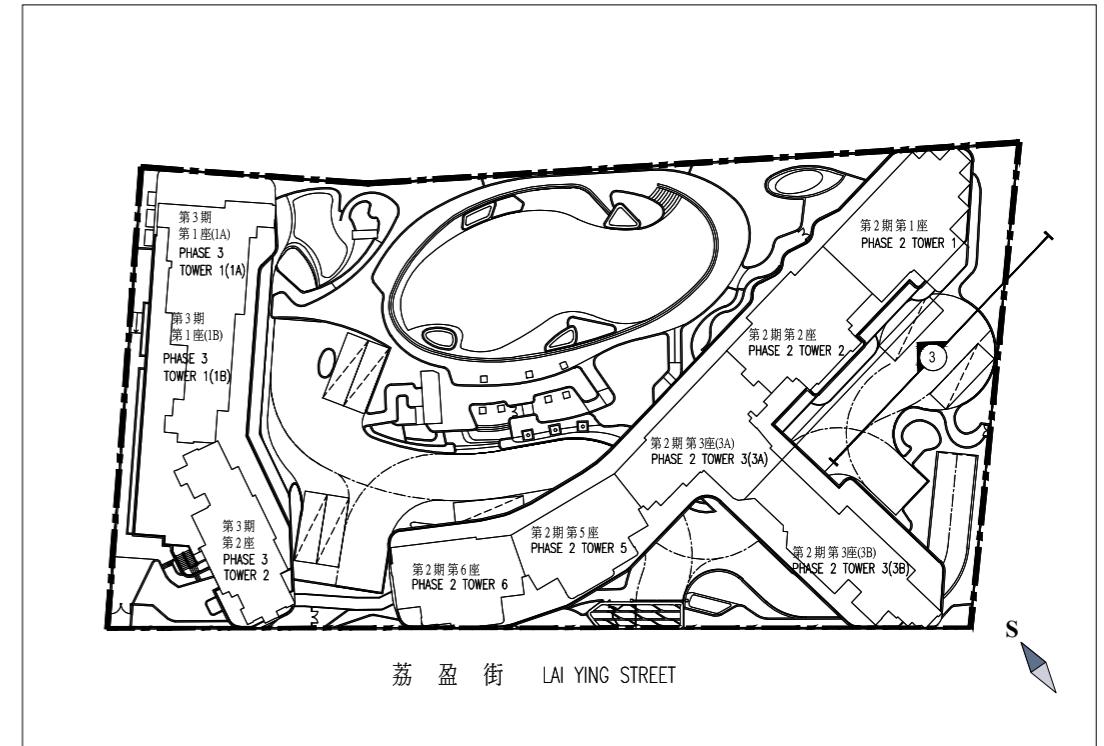 第3期
第1座(1A)
PHASE 3
TOWER 1(1A)
第3期
第1座(1B)
PHASE 3
TOWER 1(1B)
第3期
第2座
PHASE 3
TOWER 2
第2期第1座
PHASE 2 TOWER 1
第2期第2座
PHASE 2 TOWER 2
3
第2期第3座(3A)
PHASE 2 TOWER 3(3A)
第2期第5座
PHASE 2 TOWER 5
第2期第6座
PHASE 2 TOWER 6
第2期第3座(3B)
PHASE 2 TOWER 3(3B)
S
荔盈街 LAI YING STREET